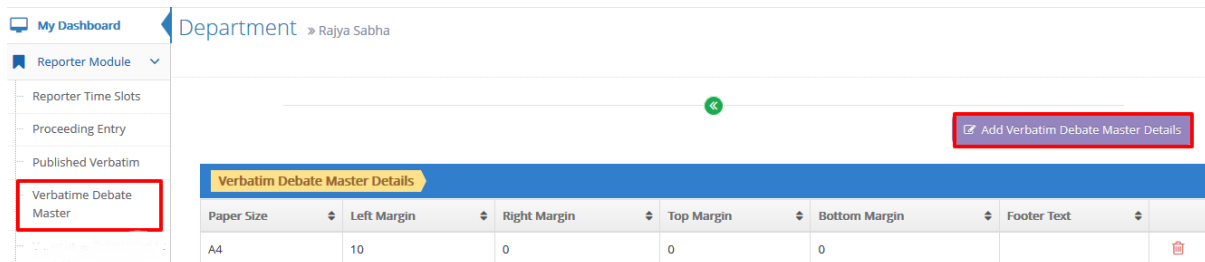 My Dashboard
Department » Rajya Sabha
Reporter Module
Reporter Time Slots
Proceeding Entry
Add Verbatim Debate Master Details
Published Verbatim
Verbatim Debate Master Details
Verbatime Debate
Master
Paper Size Left Margin Right Margin Top Margin Bottom Margin Footer Text
A4 10 0 0 0